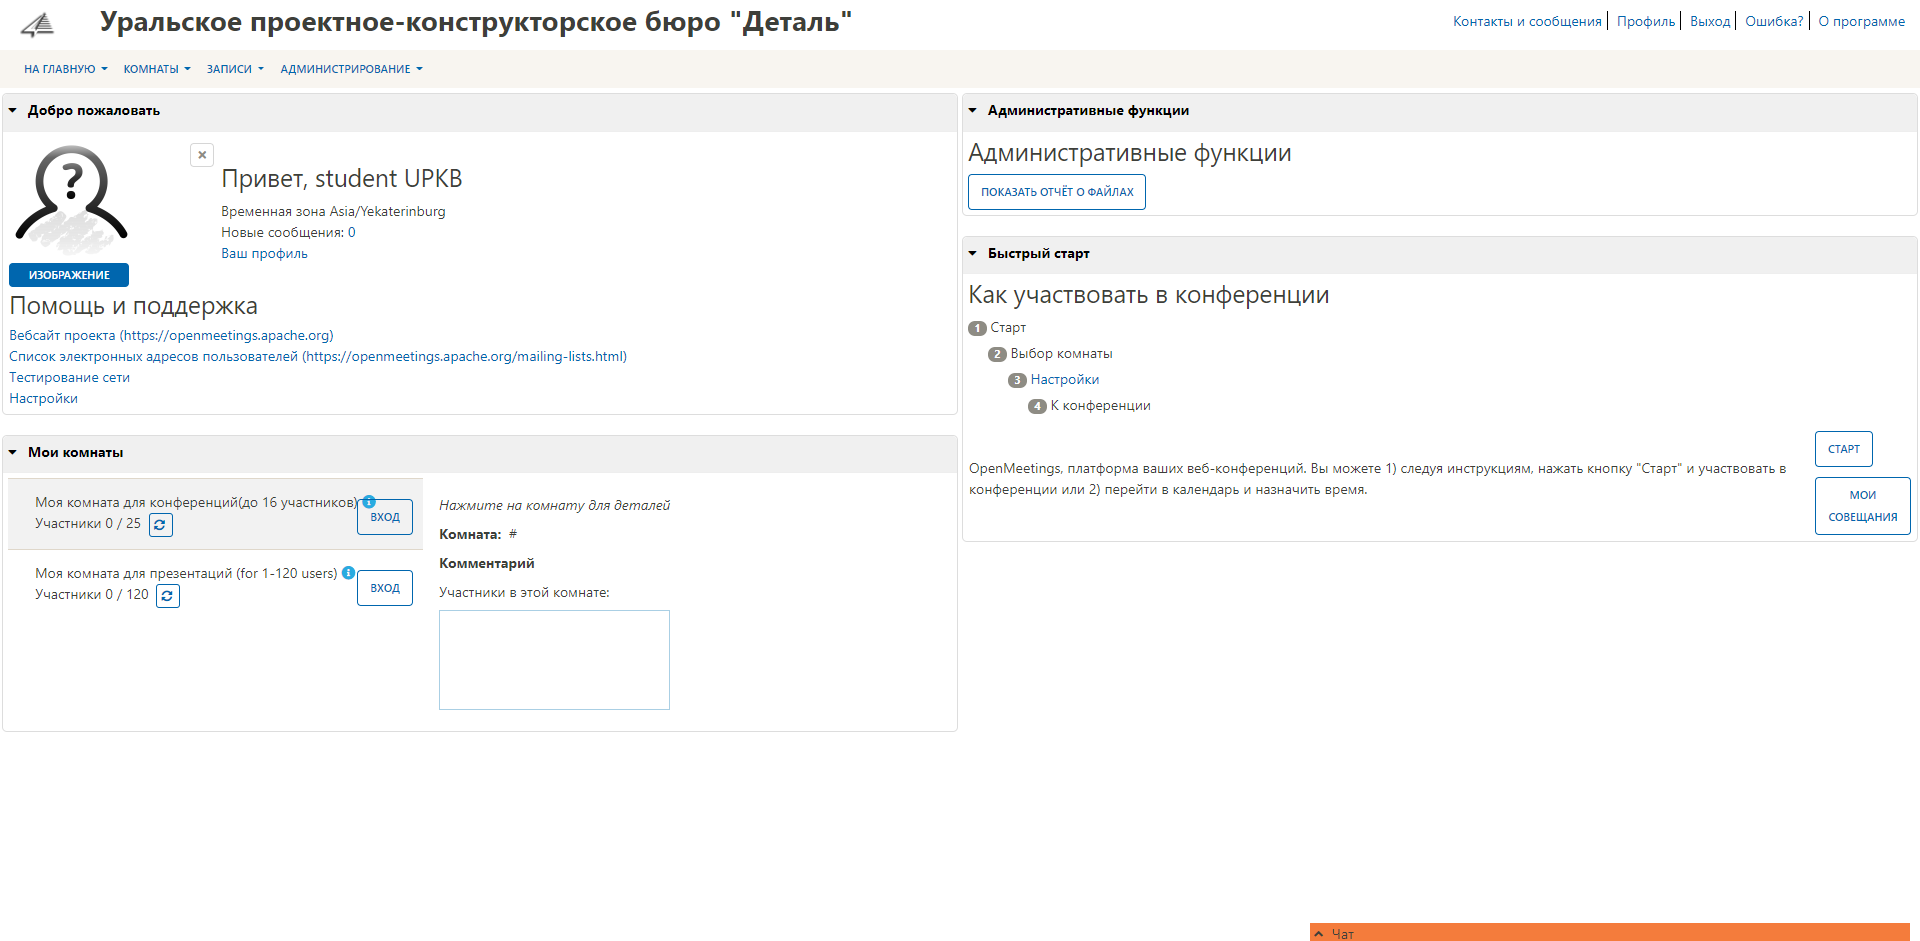 Уральское проектное-конструкторское бюро "Деталь"
Контакты и сообщения Профиль Выход Ошибка? О программе
НА ГЛАВНУЮ КОМНАТЫ ЗАПИСИ АДМИНИСТРИРОВАНИЕ
Добро пожаловать
?
Привет, student UPKB
Временная зона Asia/Yekaterinburg
Новые сообщения: 0
Ваш профиль
ИЗОБРАЖЕНИЕ
Помощь и поддержка
Вебсайт проекта (https://openmeetings.apache.org)
Список электронных адресов пользователей (https://openmeetings.apache.org/mailing-lists.html)
Тестирование сети
Настройки
Мои комнаты
Моя комната для конференций(до 16 участников)
Участники 0 / 25
ВХОД
Моя комната для презентаций (for 1-120 users)
Участники 0 / 120
ВХОД
Нажмите на комнату для деталей
Комната: #
Комментарий
Участники в этой комнате:
Административные функции
Административные функции
ПОКАЗАТЬ ОТЧЁТ О ФАЙЛАХ
Быстрый старт
Как участвовать в конференции
1 Старт
2 Выбор комнаты
3 Настройки
4 К конференции
OpenMeetings, платформа ваших веб-конференций. Вы можете 1) следуя инструкциям, нажать кнопку "Старт" и участвовать в
конференции или 2) перейти в календарь и назначить время.
СТАРТ
МОИ
СОВЕЩАНИЯ
Чат